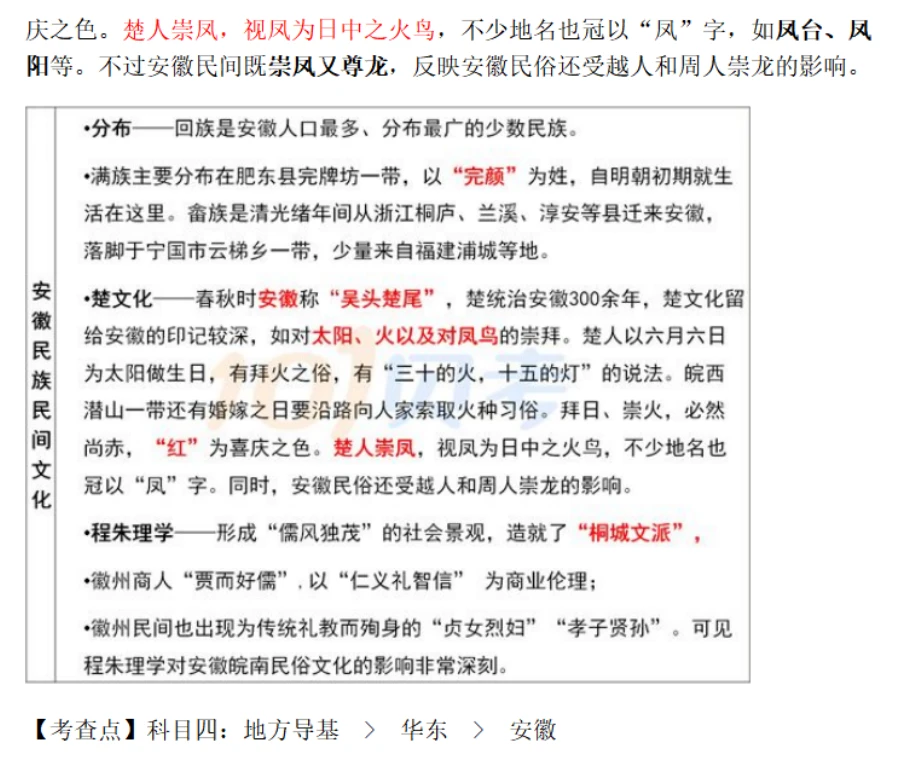 庆之色。楚人崇凤，视凤为日中之火鸟，不少地名也冠以“凤”字，如凤台、凤
阳等。不过安徽民间既崇凤又尊龙，反映安徽民俗还受越人和周人崇龙的影响。
安徽民族民间文化
•分布——回族是安徽人口最多、分布最广的少数民族。
•满族主要分布在肥东县完牌坊一带，以“完颜”为姓，自明朝初期就生
活在这里。畲族是清光绪年间从浙江桐庐、兰溪、淳安等县迁来安徽，
落脚于宁国市云梯乡一带，少量来自福建浦城等地。
•楚文化——春秋时安徽称“吴头楚尾”，楚统治安徽300余年，楚文化留
给安徽的印记较深，如对太阳、火以及对凤鸟的崇拜。楚人以六月六日
为太阳做生日，有拜火之俗，有“三十的火，十五的灯”的说法。皖西
潜山一带还有婚嫁之日要沿路向人家索取火种习俗。拜日、崇火，必然
尚赤，“红”为喜庆之色。楚人崇凤，视凤为日中之火鸟，不少地名也
冠以“凤”字。同时，安徽民俗还受越人和周人崇龙的影响。
•程朱理学——形成“儒风独茂”的社会景观，造就了“桐城文派”，
•徽州商人“贾而好儒”，以“仁义礼智信” 为商业伦理；
•徽州民间也出现为传统礼教而殉身的“贞女烈妇”“孝子贤孙”。可见
程朱理学对安徽皖南民俗文化的影响非常深刻。
101闪考
【考查点】科目四：地方导基 > 华东 > 安徽